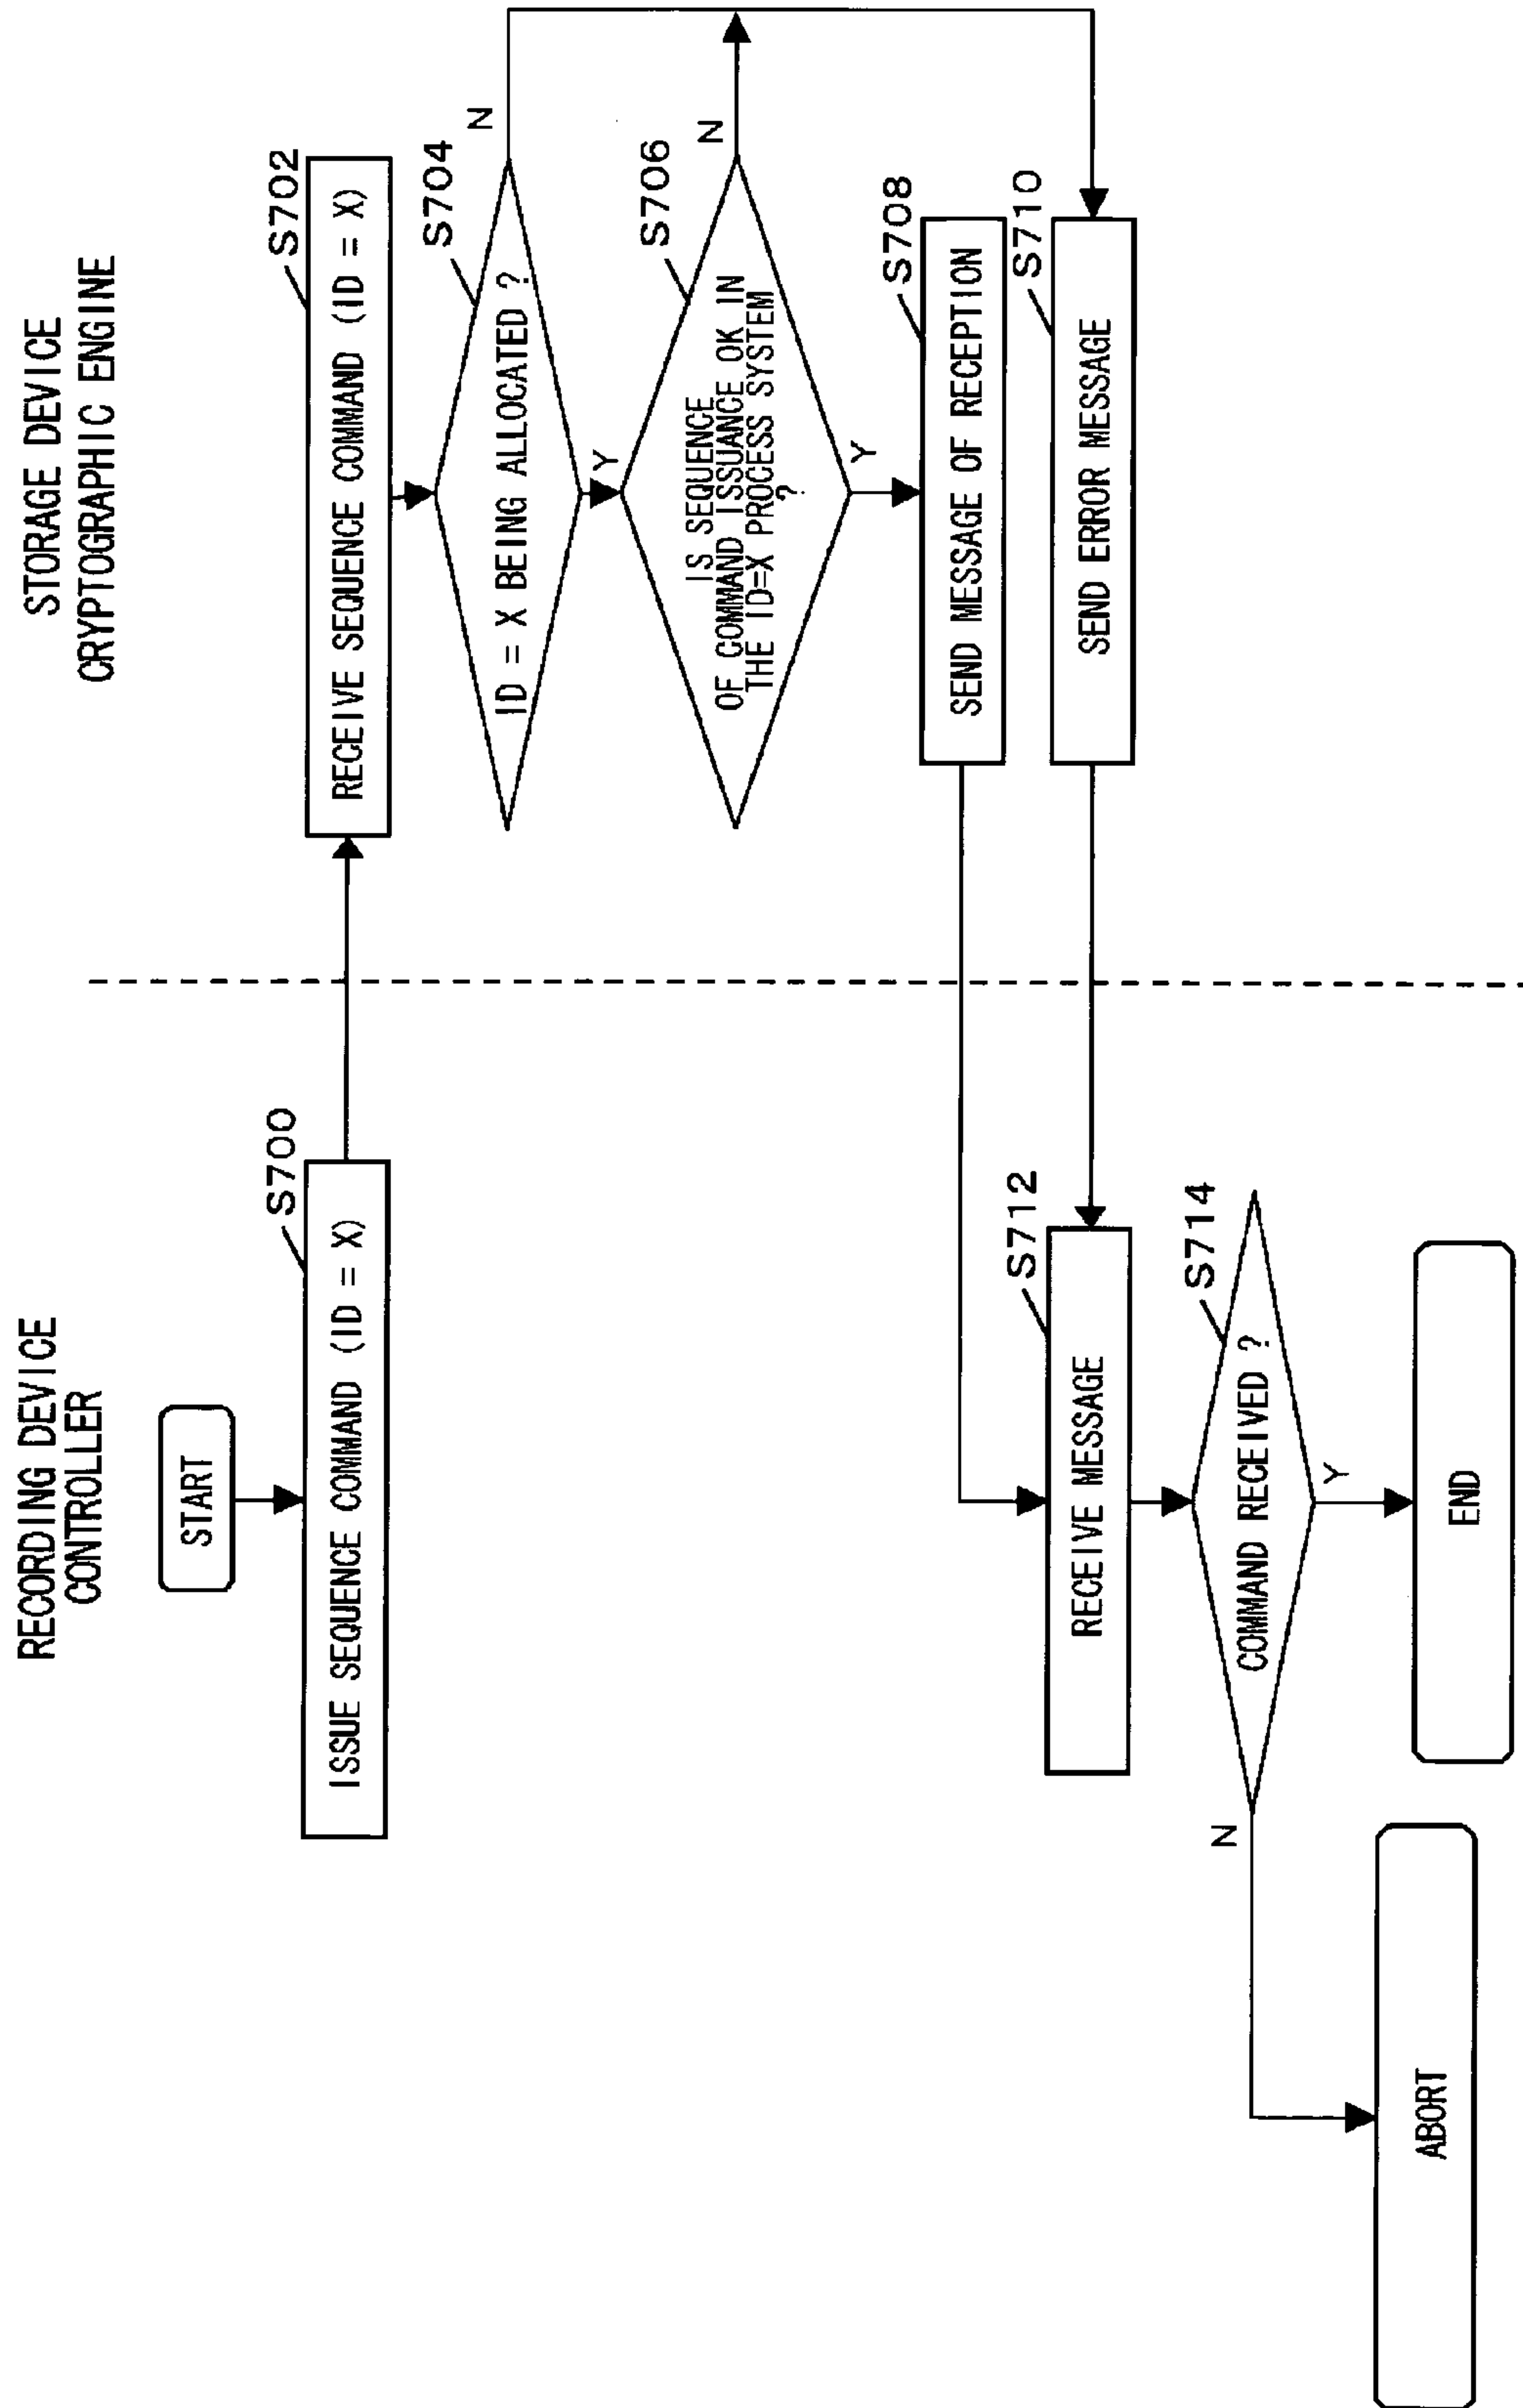 RECORDING DEVICE
CONTROLLER
STORAGE DEVICE
CRYPTOGRAPHIC ENGINE
START
S700
ISSUE SEQUENCE COMMAND (ID = X)
S702
RECEIVE SEQUENCE COMMAND (ID = X)
S704
ID = X BEING ALLOCATED ?
N
Y
S706
IS SEQUENCE
OF COMMAND ISSUANCE OK IN
THE ID=X PROCESS SYSTEM
?
N
Y
S708
SEND MESSAGE OF RECEPTION
S710
SEND ERROR MESSAGE
S712
RECEIVE MESSAGE
S714
COMMAND RECEIVED ?
N
Y
ABORT
END